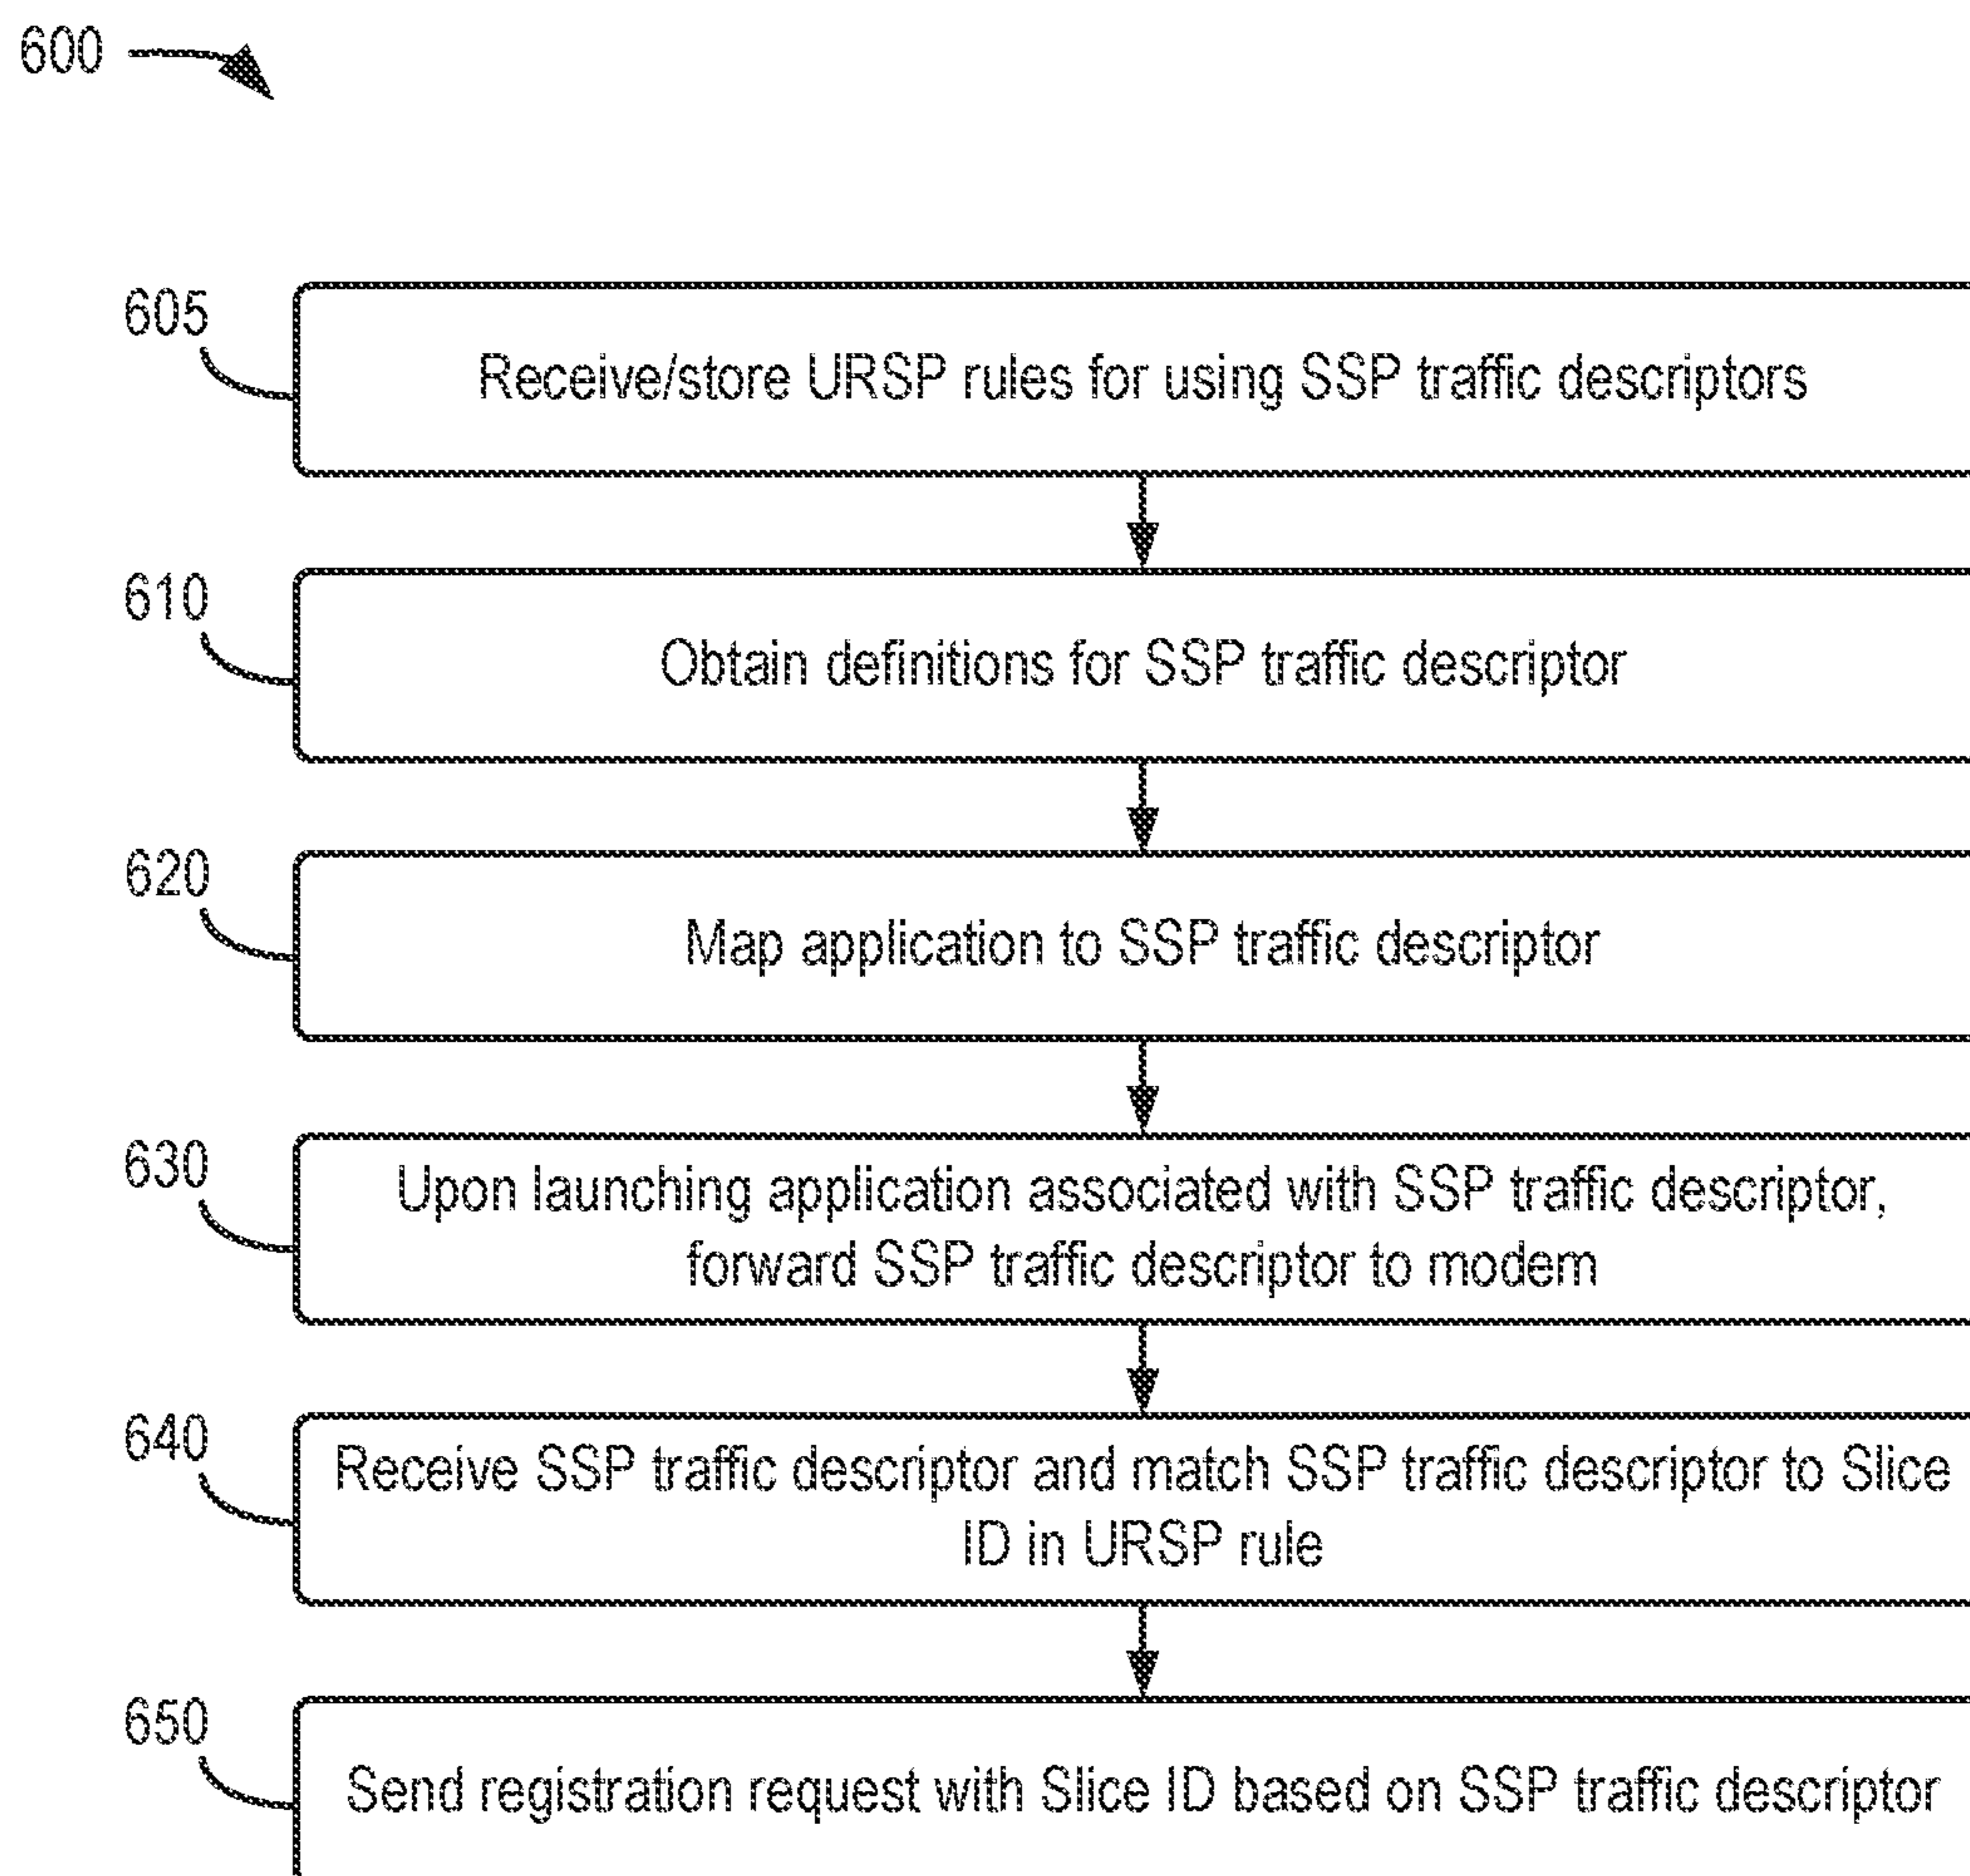 600
605
Receive/store URSP rules for using SSP traffic descriptors
610
Obtain definitions for SSP traffic descriptor
620
Map application to SSP traffic descriptor
630
Upon launching application associated with SSP traffic descriptor,
forward SSP traffic descriptor to modem
640
Receive SSP traffic descriptor and match SSP traffic descriptor to Slice
ID in URSP rule
650
Send registration request with Slice ID based on SSP traffic descriptor